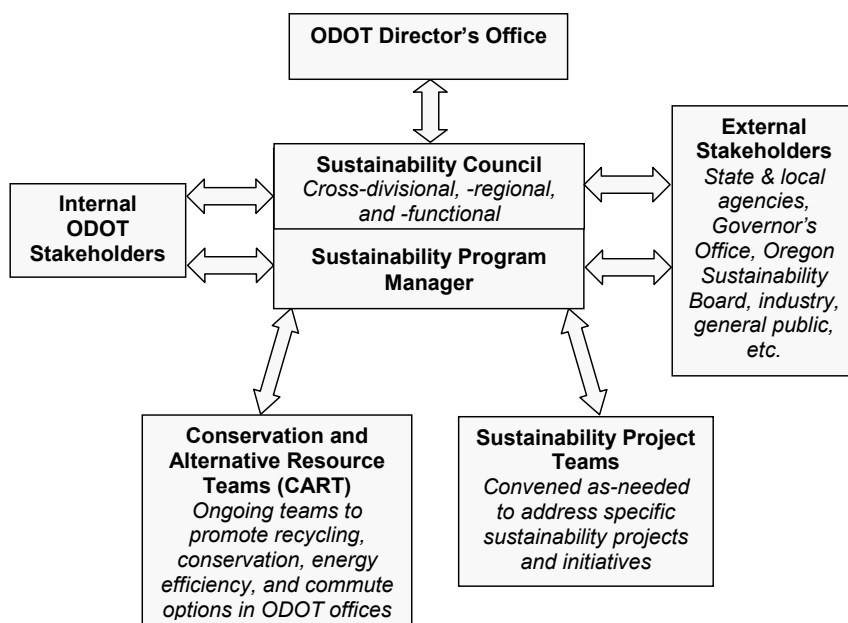 ODOT Director’s Office
Sustainability Council
Cross-divisional, -regional,
and -functional
Sustainability Program
Manager
Internal
ODOT
Stakeholders
External
Stakeholders
State & local
agencies,
Governor’s
Office, Oregon
Sustainability
Board, industry,
general public,
etc.
Conservation and
Alternative Resource
Teams (CART)
Ongoing teams to
promote recycling,
conservation, energy
efficiency, and commute
options in ODOT offices
Sustainability Project
Teams
Convened as-needed
to address specific
sustainability projects
and initiatives